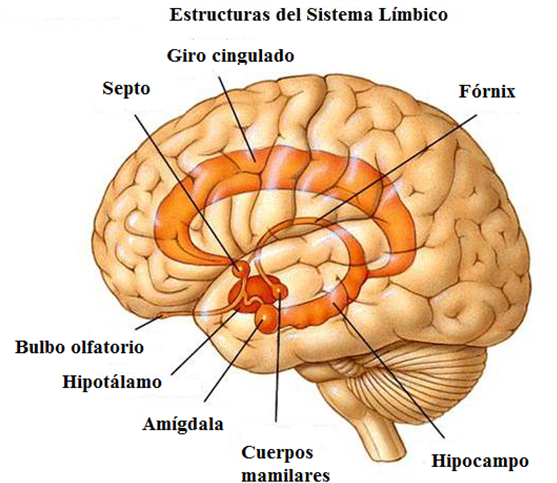 Estructuras del Sistema Límbico
Giro cingulado
Septo
Fórnix
Bulbo olfatorio
Hipotálamo
Amígdala
Cuerpos
mamilares
Hipocampo